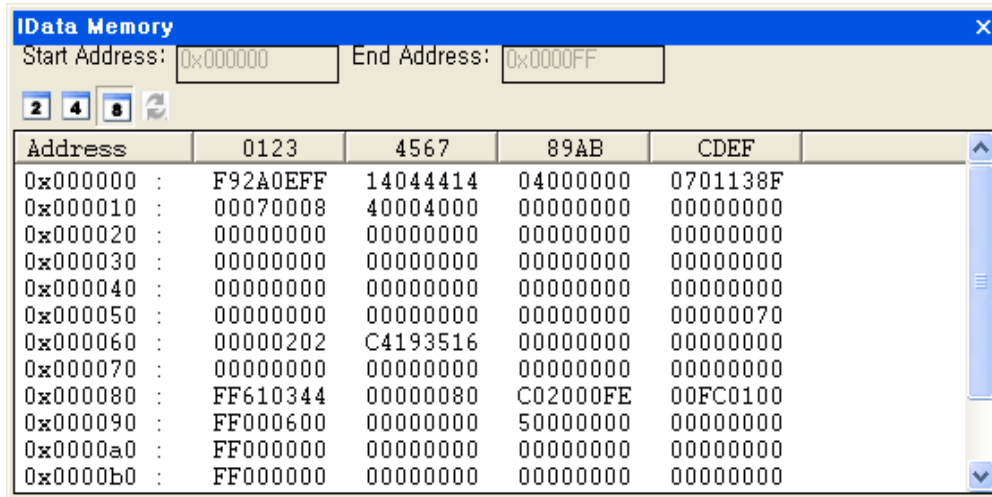 IData Memory
Start Address: 0x000000 End Address: 0x0000FF
2 4 8
Address 0123 4567 89AB CDEF
0x000000 : F92A0EFF 14044414 04000000 0701138F
0x000010 : 00070008 40004000 00000000 00000000
0x000020 : 00000000 00000000 00000000 00000000
0x000030 : 00000000 00000000 00000000 00000000
0x000040 : 00000000 00000000 00000000 00000000
0x000050 : 00000000 00000000 00000000 00000070
0x000060 : 00000202 C4193516 00000000 00000000
0x000070 : 00000000 00000000 00000000 00000000
0x000080 : FF610344 00000080 C02000FE 00FC0100
0x000090 : FF000600 00000000 50000000 00000000
0x0000a0 : FF000000 00000000 00000000 00000000
0x0000b0 : FF000000 00000000 00000000 00000000